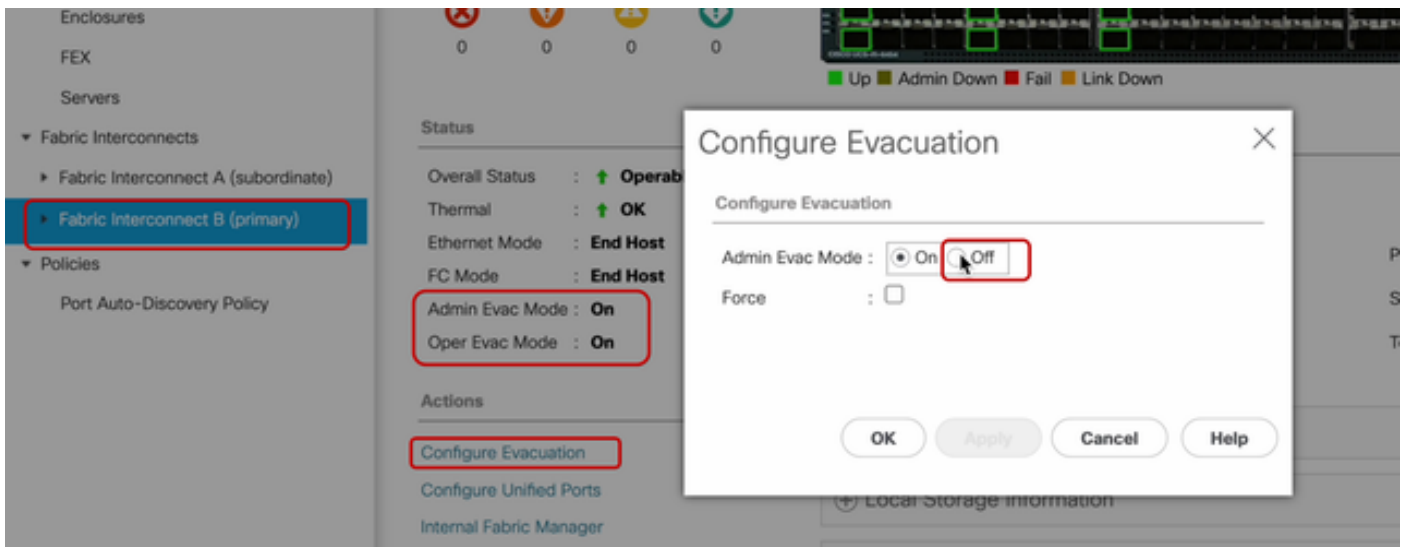 Enclosures
FEX
Servers
Fabric Interconnects
Fabric Interconnect A (subordinate)
Fabric Interconnect B (primary)
Policies
Port Auto-Discovery Policy
0 0 0 0
Up Admin Down Fail Link Down
Status
Overall Status : Operab
Thermal : OK
Ethernet Mode : End Host
FC Mode : End Host
Admin Evac Mode : On
Oper Evac Mode : On
Actions
Configure Evacuation
Configure Unified Ports
Internal Fabric Manager
Configure Evacuation
Configure Evacuation
Admin Evac Mode : On Off
Force :
OK Apply Cancel Help
Local Storage Information
P
S
T